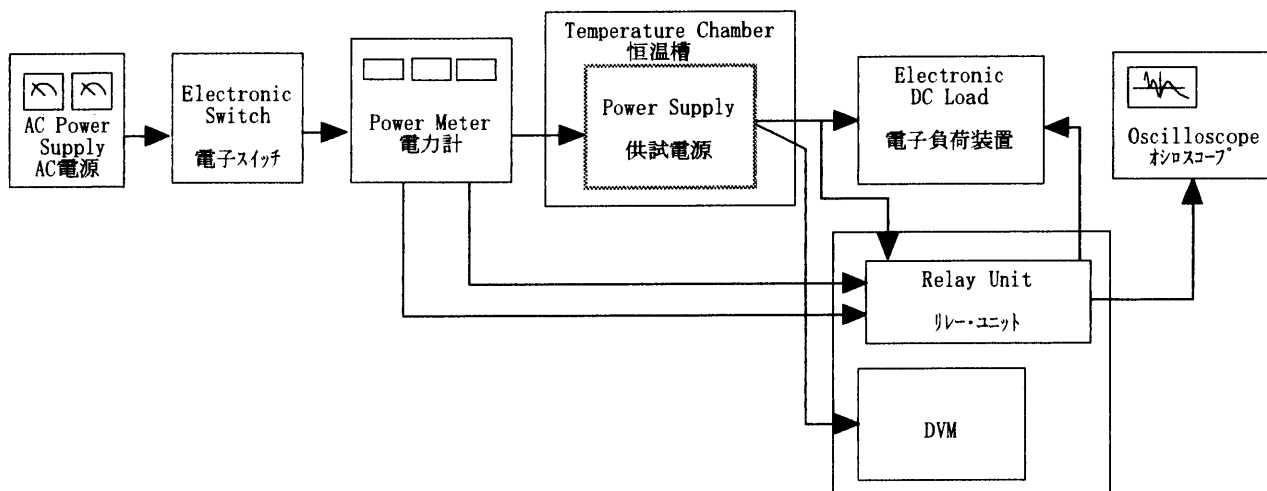 AC Power
Supply
AC電源
Electronic
Switch
電子スイッチ
Power Meter
電力計
Temperature Chamber
恒温槽
Power Supply
供試電源
Electronic
DC Load
電子負荷装置
Oscilloscope
ｵｼﾛｽｺｰﾌﾟ
Relay Unit
ﾘﾚｰ・ﾕﾆｯﾄ
DVM